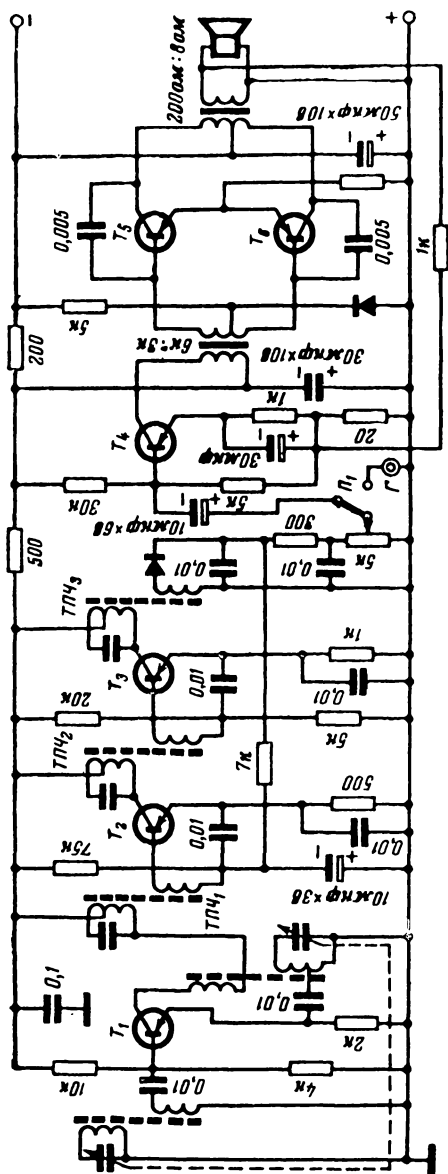 0,1
10к
0,01
Т₁
4к
2к
0,01
ТПЧ₁
75к
Т₂
0,01
10мкф×3в
0,01
500
ТПЧ₂
20к
Т₃
0,01
7к
5к
0,01
1к
ТПЧ₃
500
0,01
300
0,01
5к
П₁
Г
30к
10мкф×6в
Т₄
5к
30мкф
1к
20
30мкф×10в
200
6к:3к
5к
0,005
Т₅
Т₆
0,005
50мкф×10в
200ом:8ом
1к